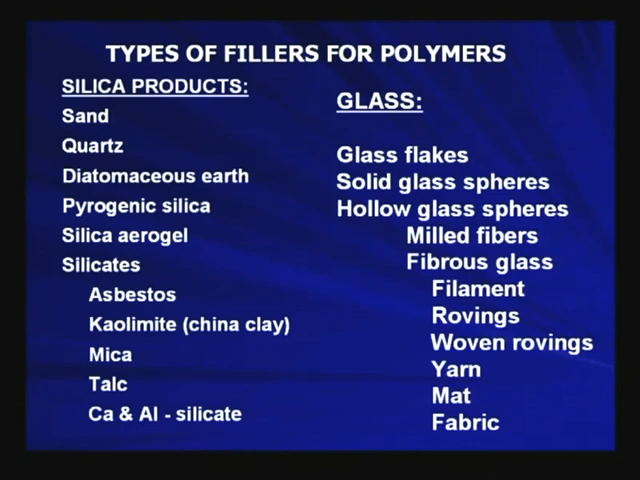 TYPES OF FILLERS FOR POLYMERS
SILICA PRODUCTS:
Sand
Quartz
Diatomaceous earth
Pyrogenic silica
Silica aerogel
Silicates
Asbestos
Kaolimite (china clay)
Mica
Talc
Ca & Al - silicate
GLASS:
Glass flakes
Solid glass spheres
Hollow glass spheres
Milled fibers
Fibrous glass
Filament
Rovings
Woven rovings
Yarn
Mat
Fabric